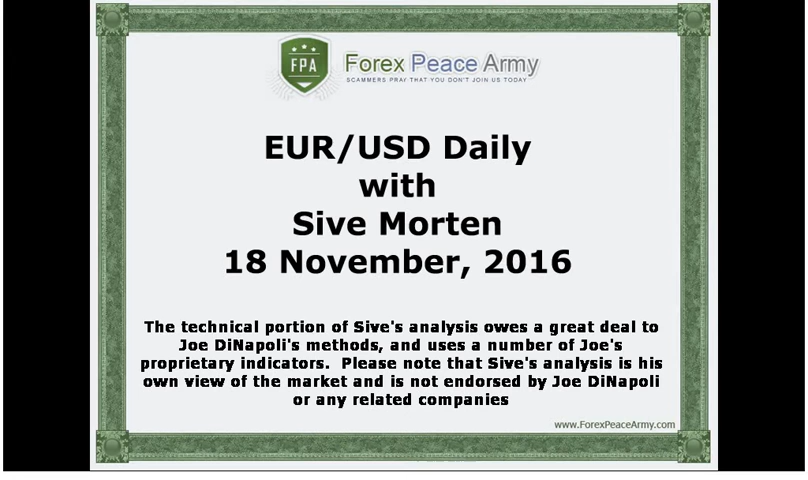 FPA
Forex Peace Army
SCAMMERS PRAY THAT YOU DON'T JOIN US TODAY
EUR/USD Daily
with
Sive Morten
18 November, 2016
The technical portion of Sive's analysis owes a great deal to
Joe DiNapoli's methods, and uses a number of Joe's
proprietary indicators. Please note that Sive's analysis is his
own view of the market and is not endorsed by Joe DiNapoli
or any related companies
www.ForexPeaceArmy.com